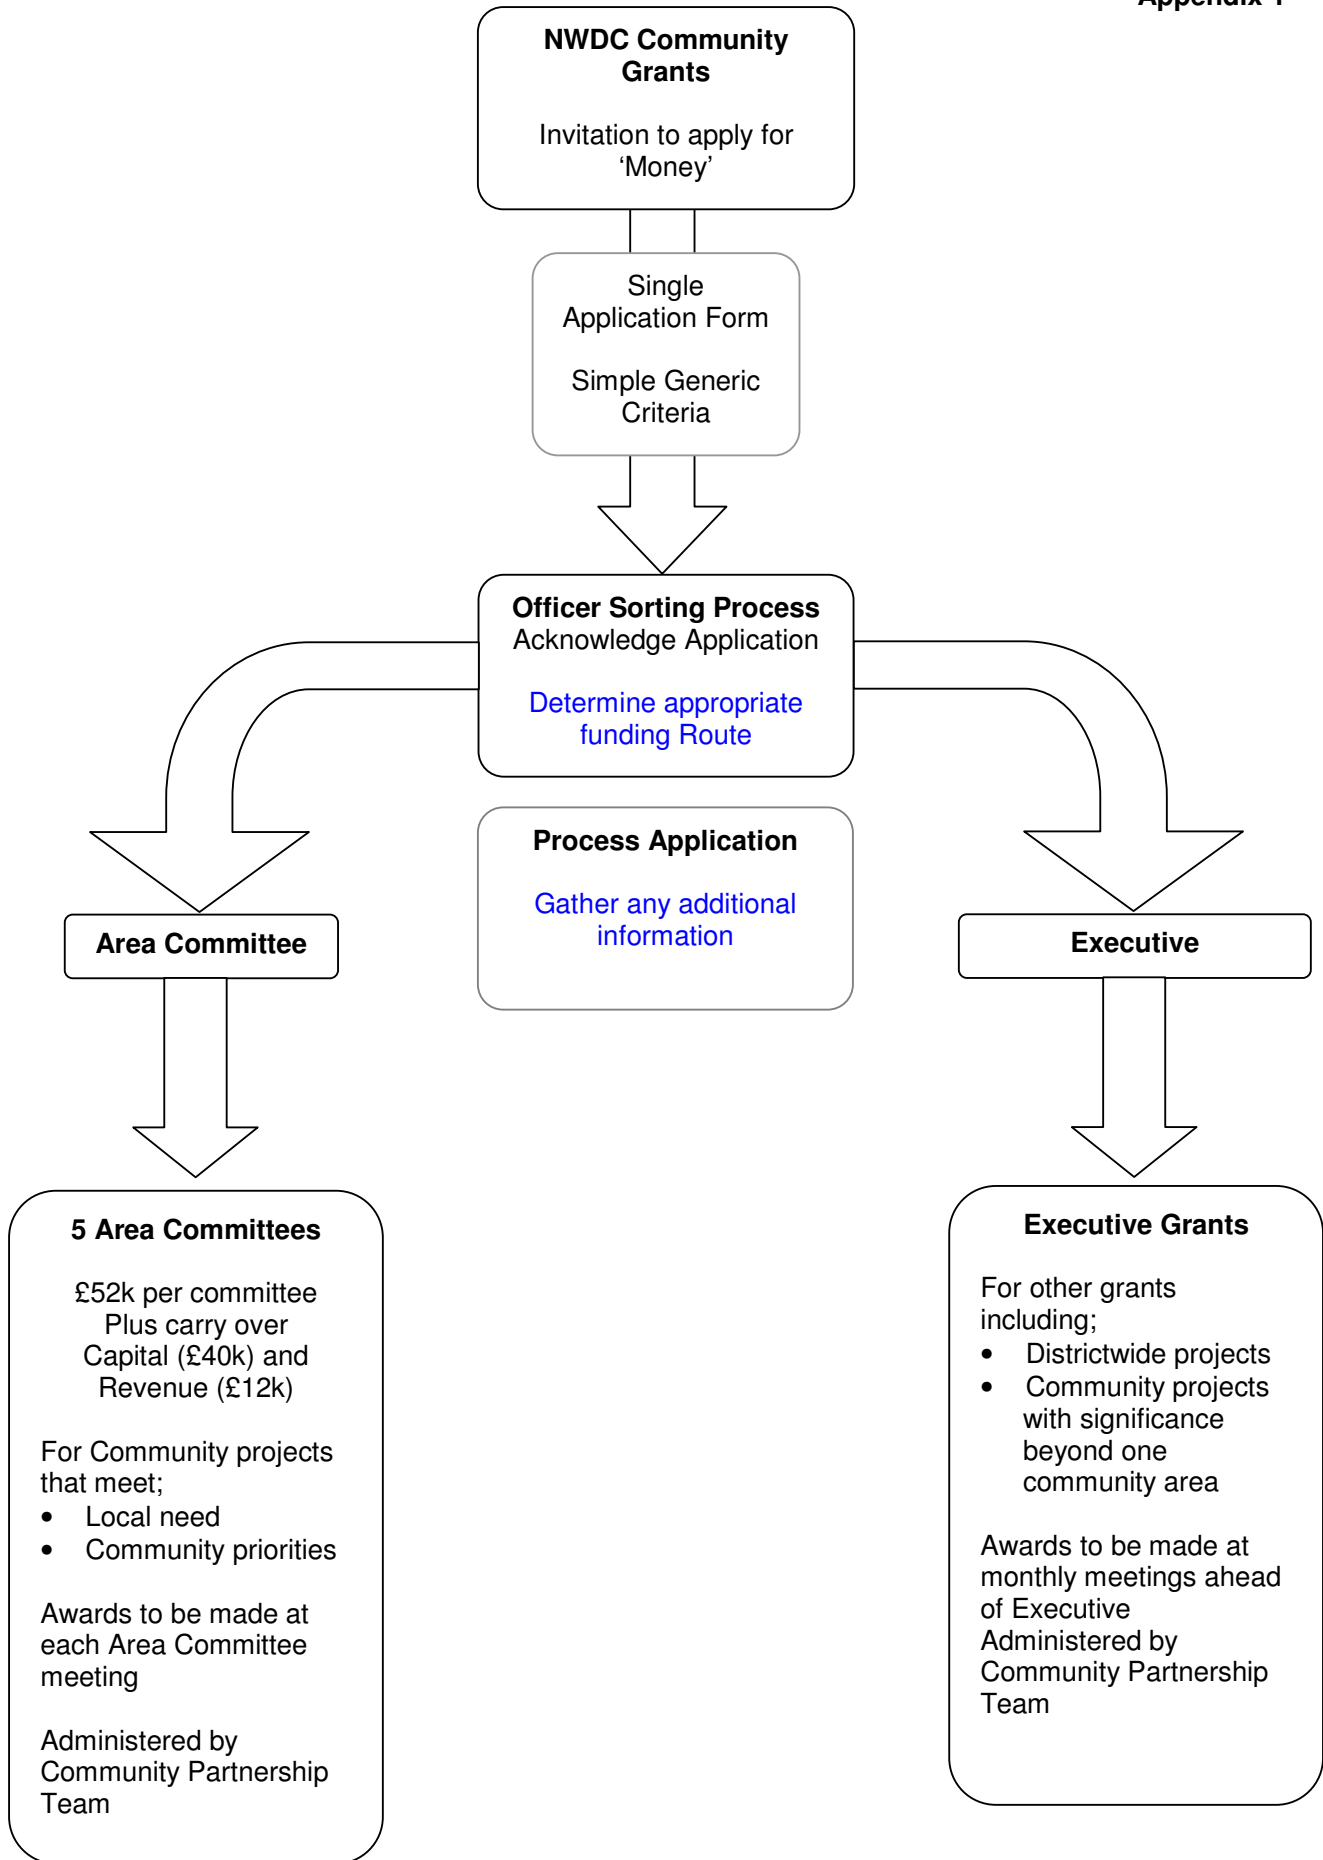 Appendix 1
NWDC Community
Grants
Invitation to apply for
‘Money’
Single
Application Form
Simple Generic
Criteria
Officer Sorting Process
Acknowledge Application
Determine appropriate
funding Route
Process Application
Gather any additional
information
Area Committee
Executive
5 Area Committees
£52k per committee
Plus carry over
Capital (£40k) and
Revenue (£12k)
For Community projects
that meet;
• Local need
• Community priorities
Awards to be made at
each Area Committee
meeting
Administered by
Community Partnership
Team
Executive Grants
For other grants
including;
• Districtwide projects
• Community projects
with significance
beyond one
community area
Awards to be made at
monthly meetings ahead
of Executive
Administered by
Community Partnership
Team